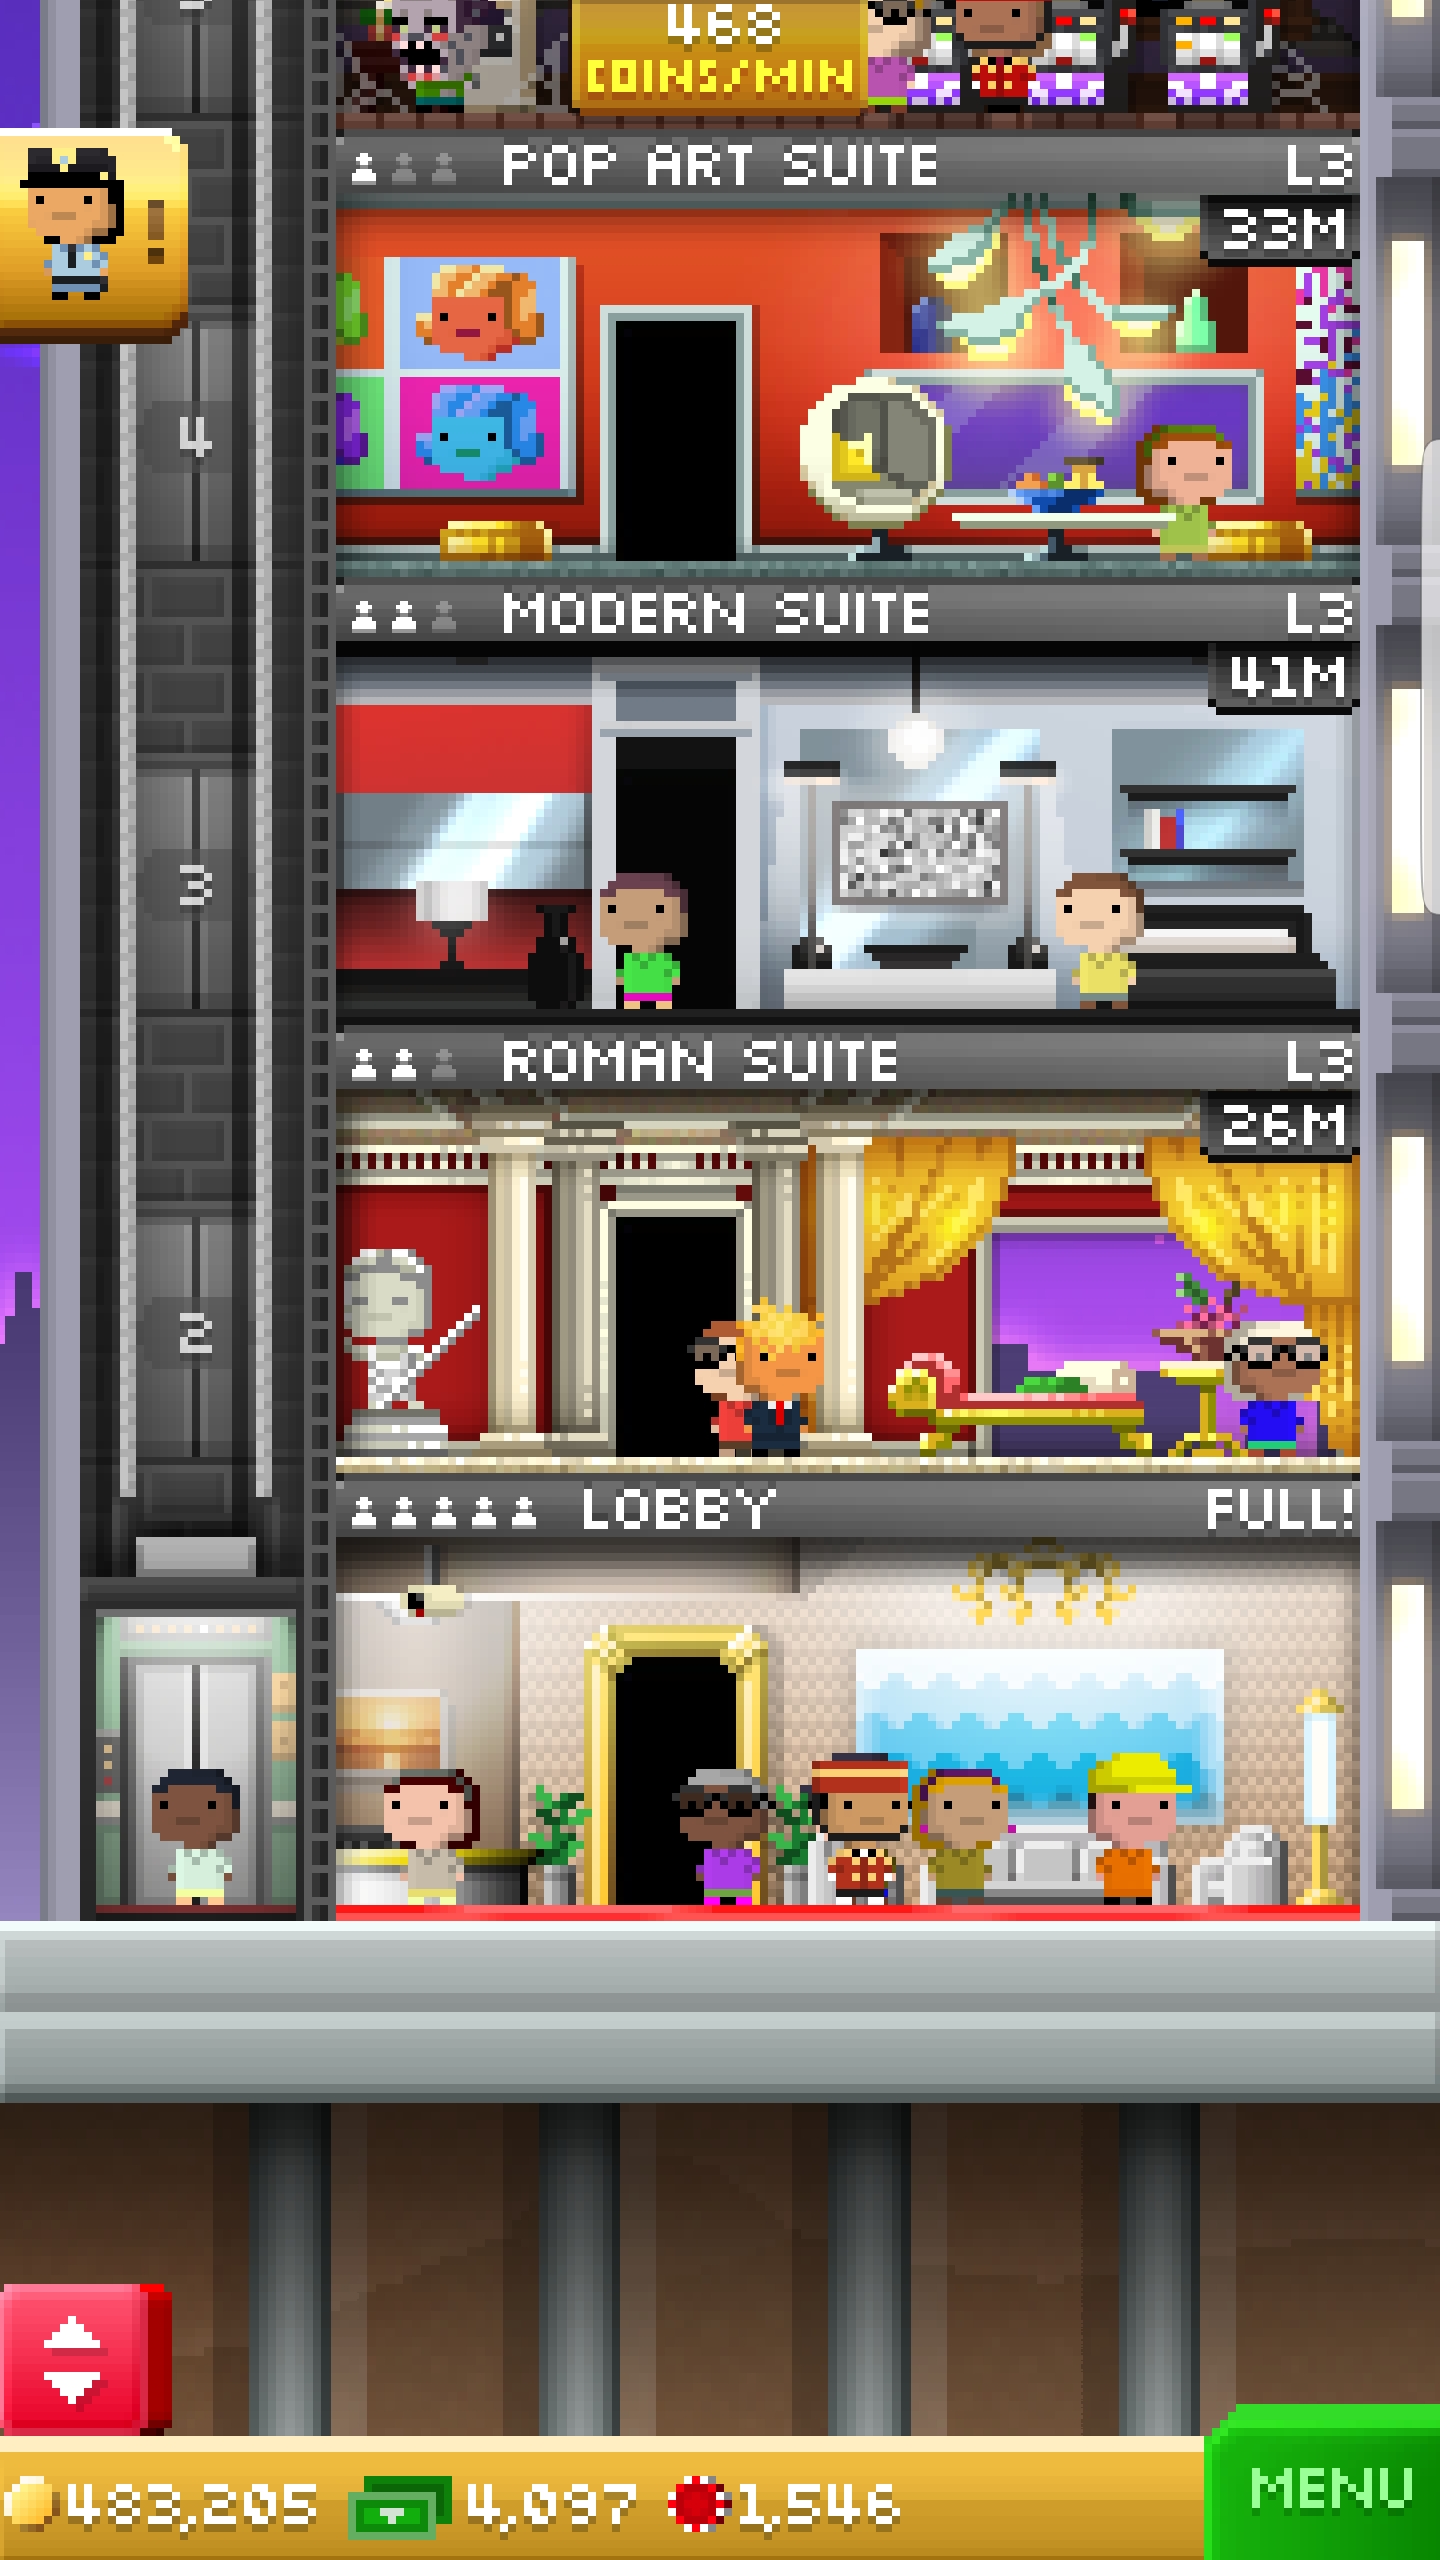 468
COINS/MIN
POP ART SUITE L3
33M
!
4
MODERN SUITE L3
41M
3
ROMAN SUITE L3
26M
2
LOBBY FULL!
483,205 4,097 1,546
MENU